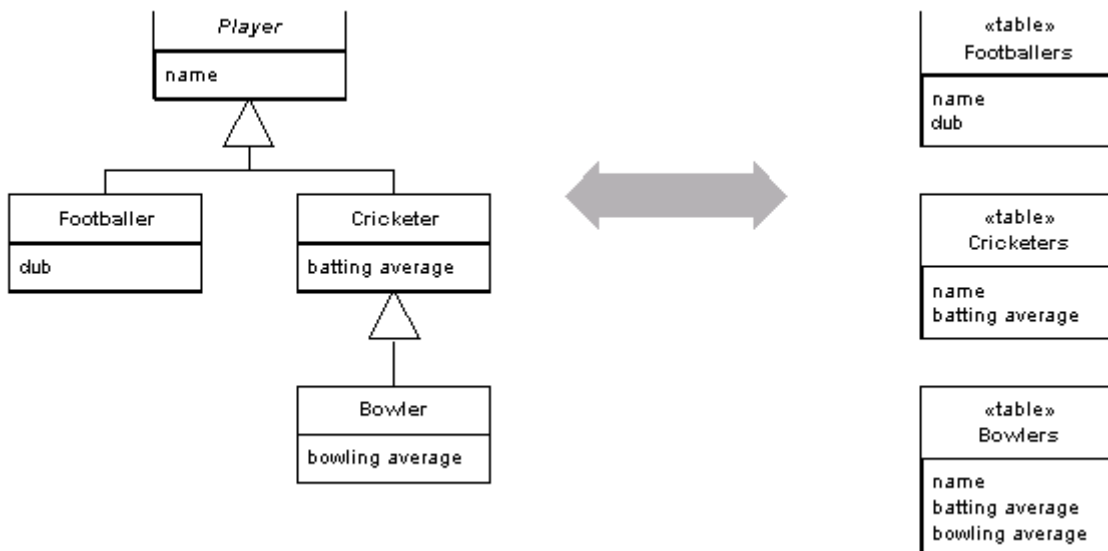 Player
name
Footballer
dub
Cricketer
batting average
Bowler
bowling average
«table»
Footballers
name
dub
«table»
Cricketers
name
batting average
«table»
Bowlers
name
batting average
bowling average